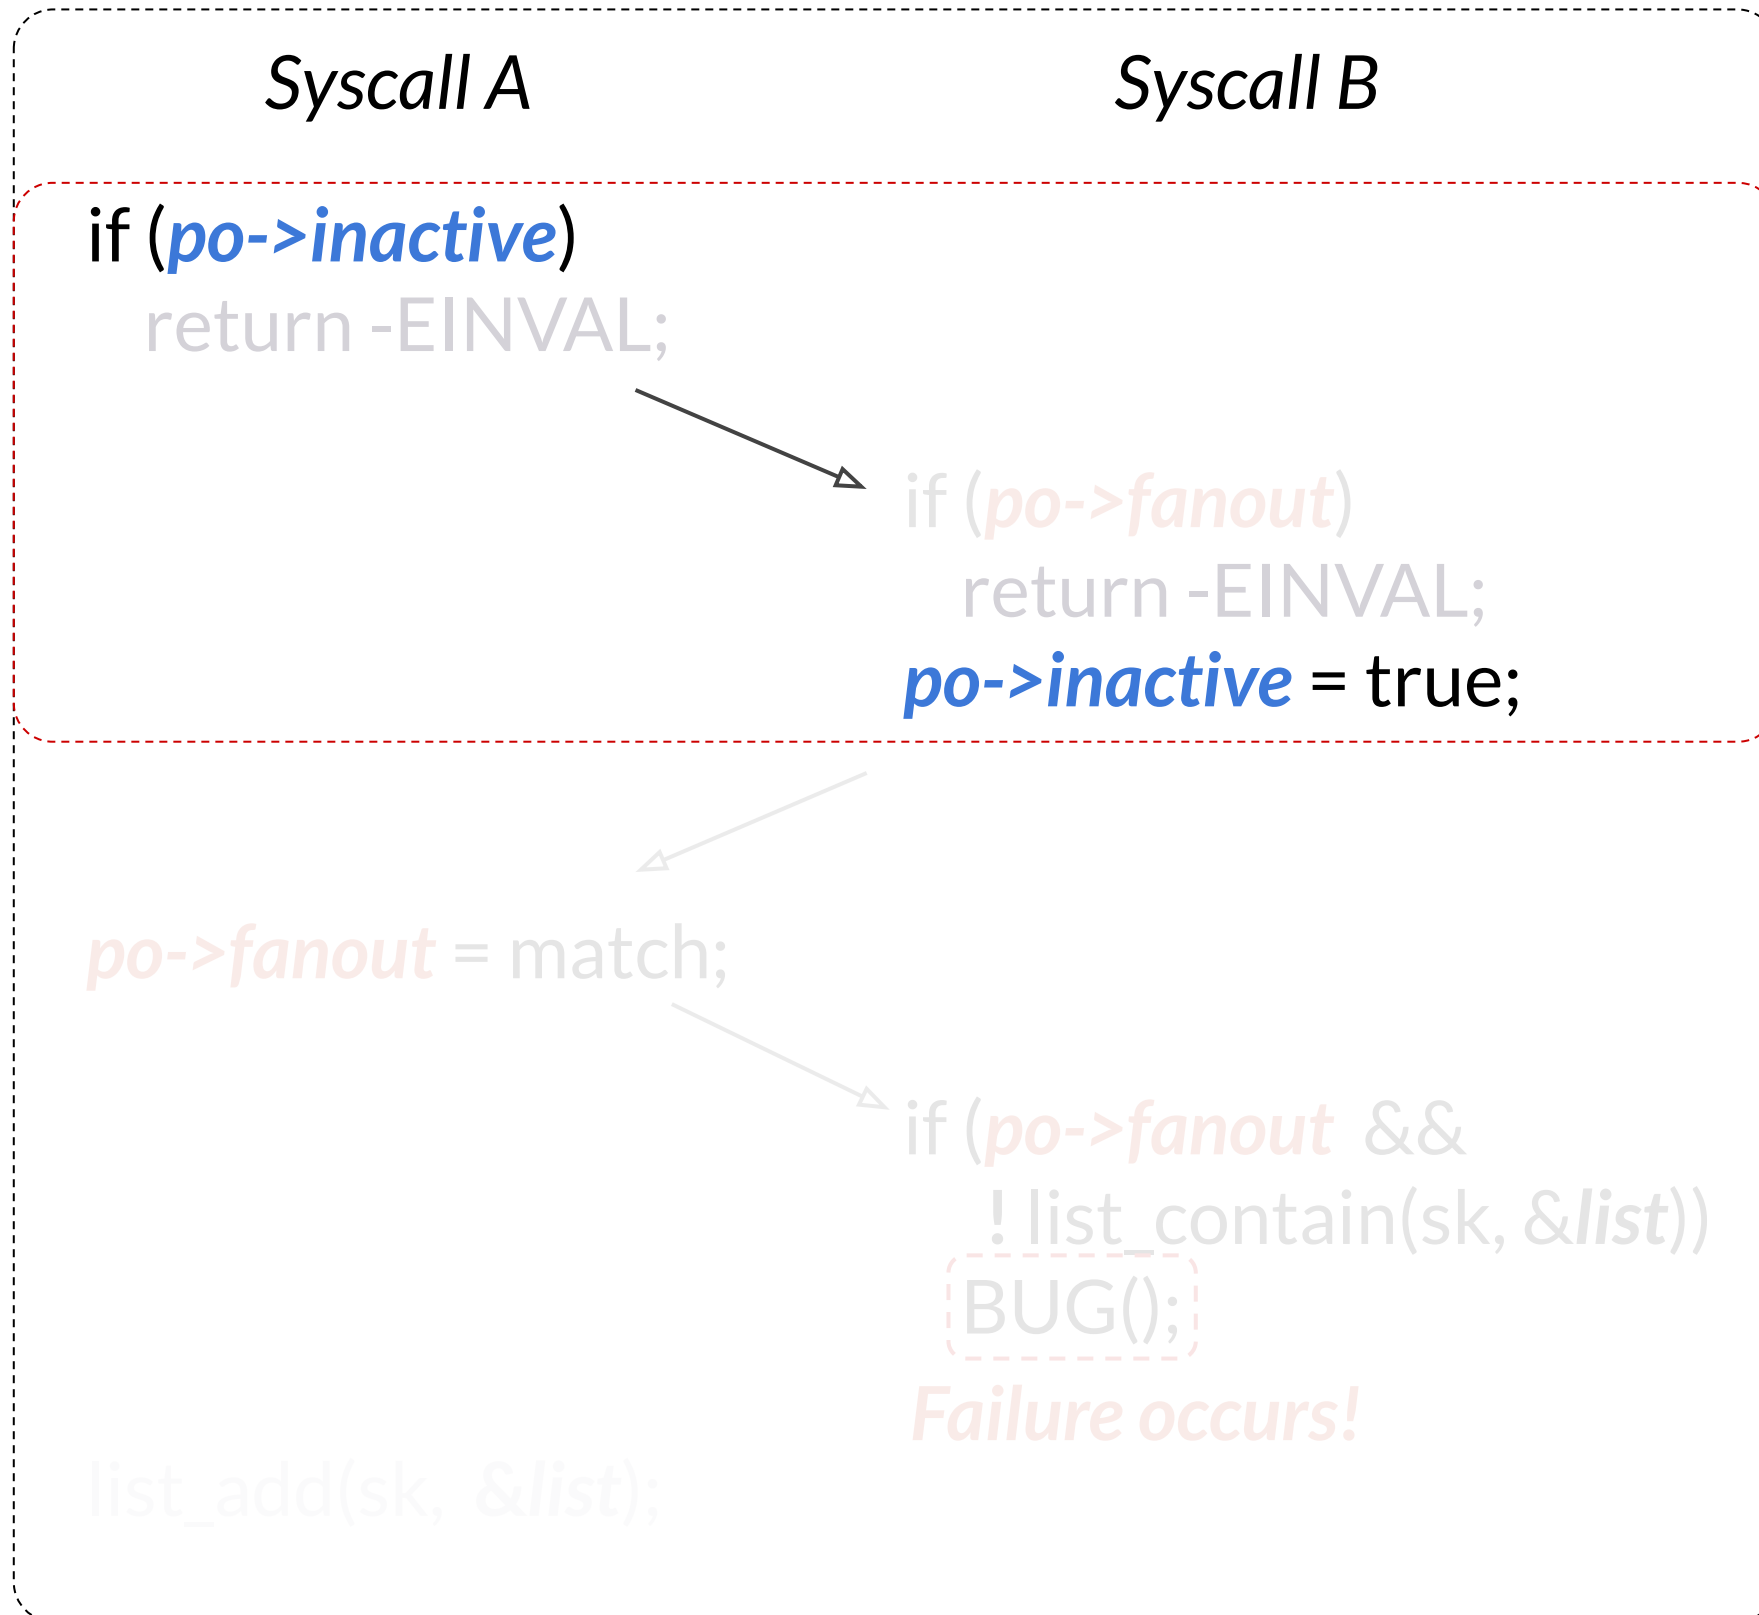 Syscall A
Syscall B
if (po->inactive)
return -EINVAL;
if (po->fanout)
return -EINVAL;
po->inactive = true;
po->fanout = match;
if (po->fanout &&
! list_contain(sk, &list))
BUG();
Failure occurs!
list_add(sk, &list);